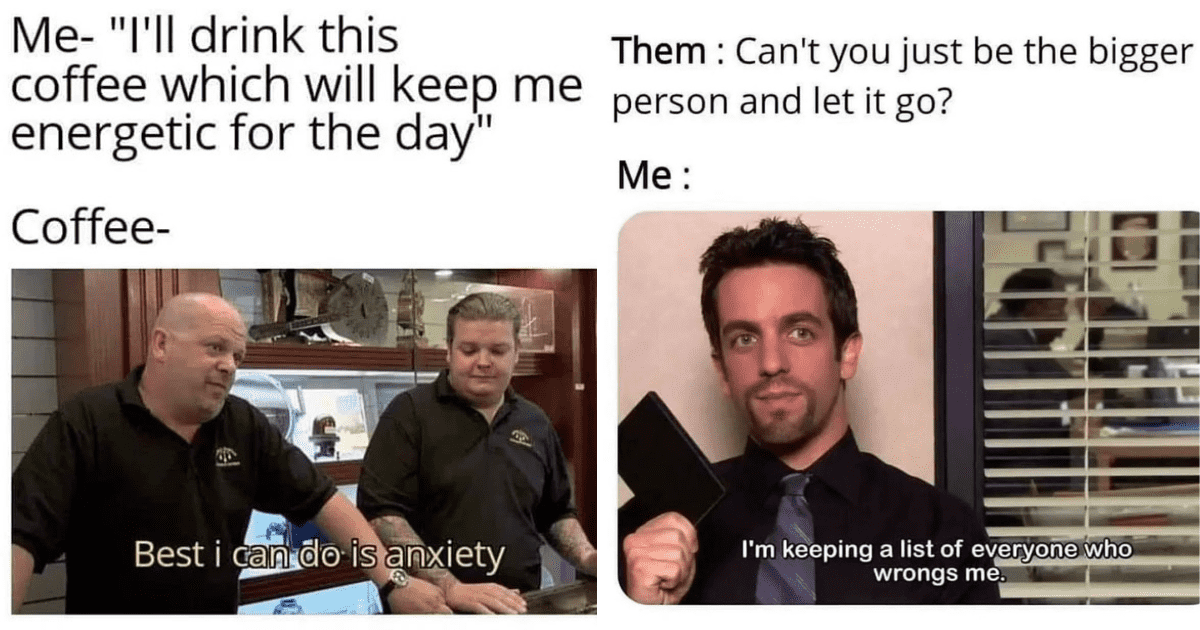 Me- "I'll drink this
coffee which will keep me
energetic for the day"
Coffee-
Best i can do is anxiety
Them : Can't you just be the bigger
person and let it go?
Me :
I'm keeping a list of everyone who
wrongs me.